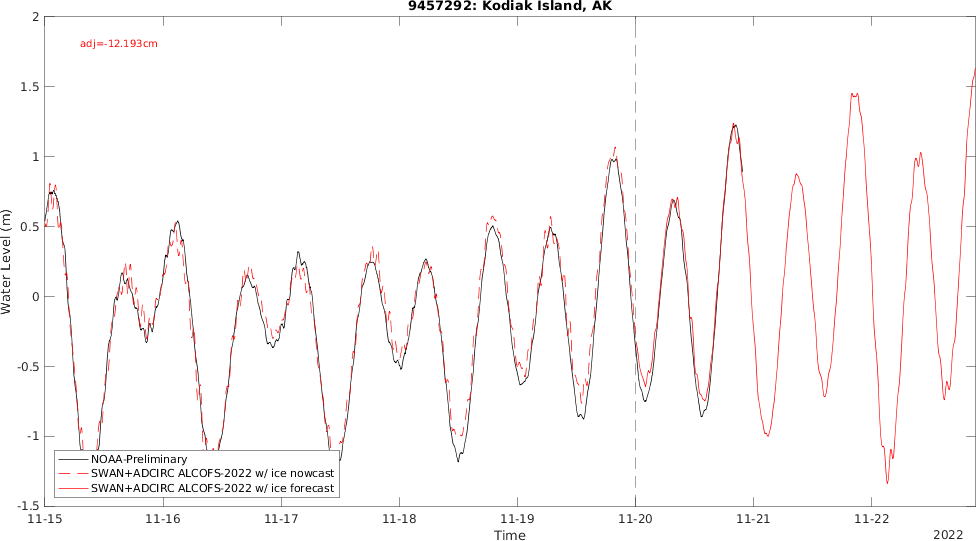 9457292: Kodiak Island, AK
adj=-12.193cm
Water Level (m)
2
1.5
1
0.5
0
-0.5
-1
-1.5
NOAA-Preliminary
SWAN+ADCIRC ALCOFS-2022 w/ ice nowcast
SWAN+ADCIRC ALCOFS-2022 w/ ice forecast
11-15 11-16 11-17 11-18 11-19 11-20 11-21 11-22
Time
2022